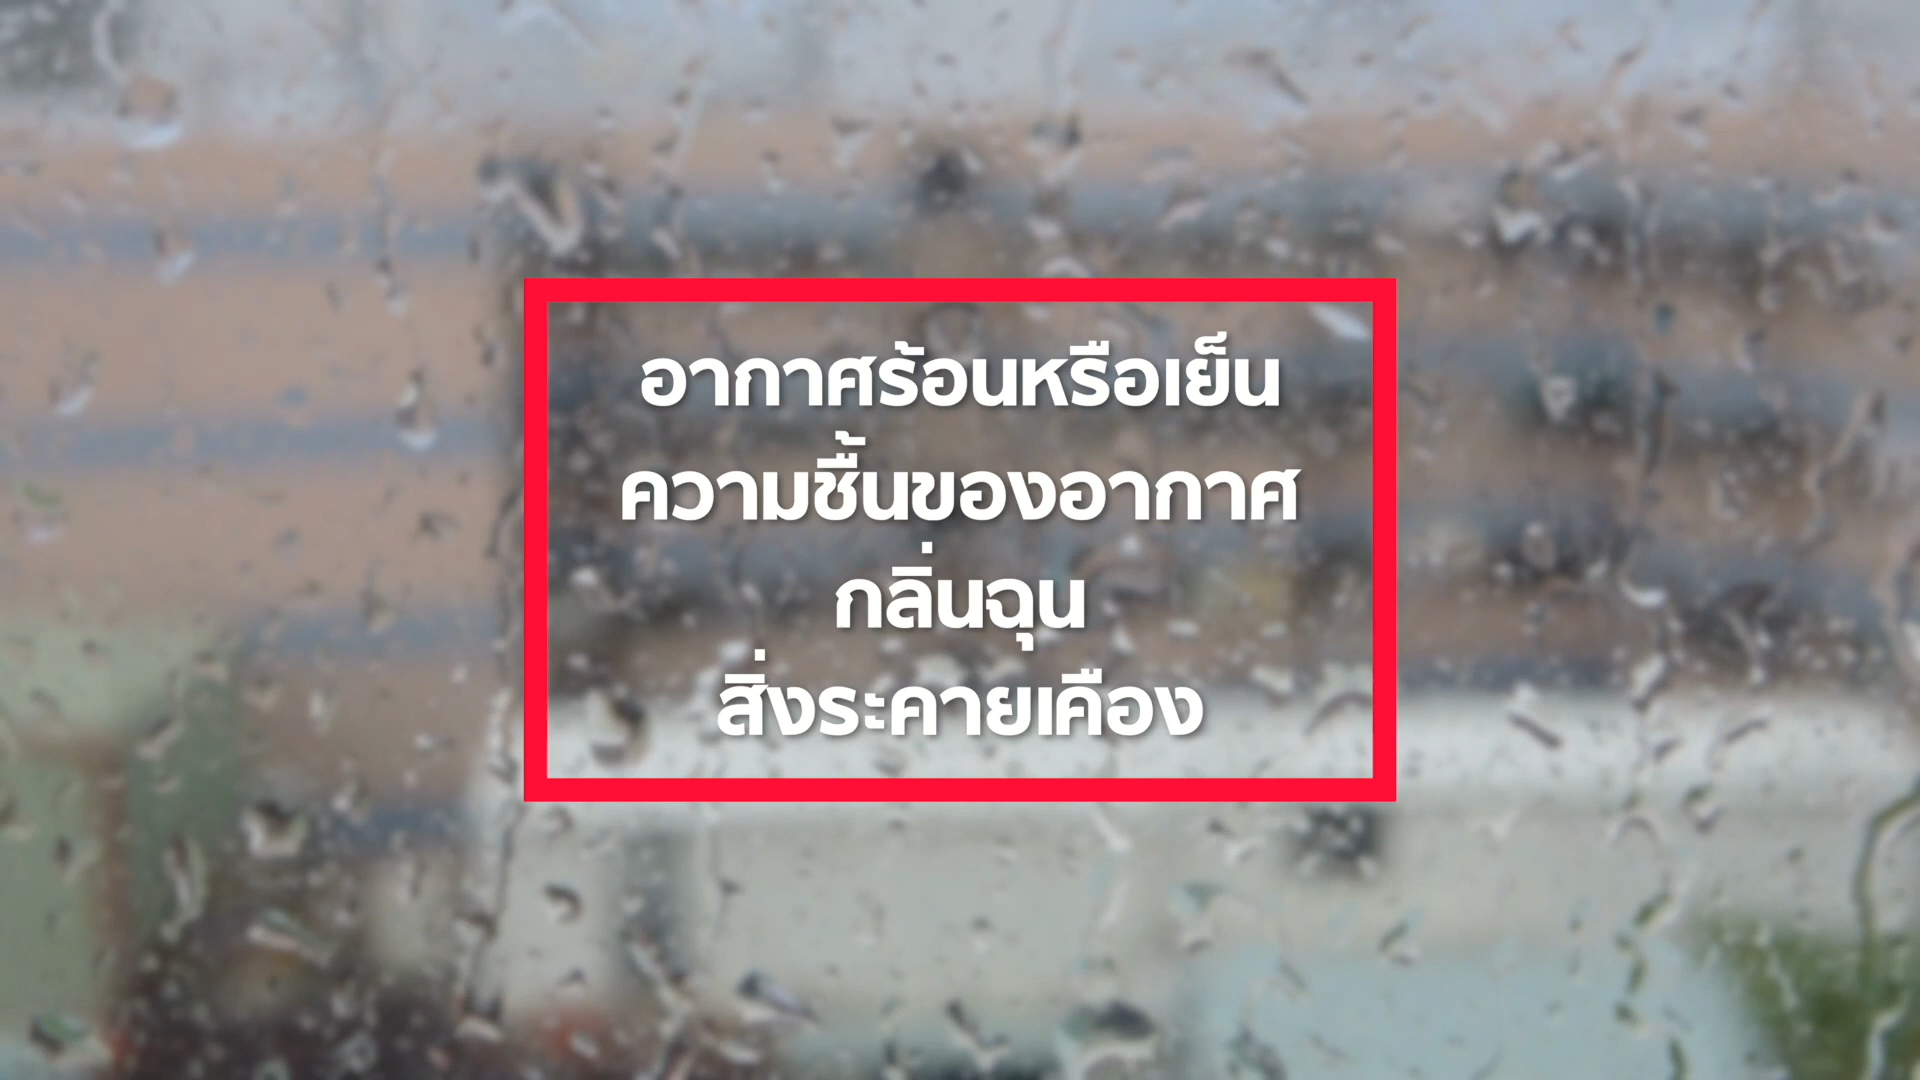 อากาศร้อนหรือเย็น
ความชื้นของอากาศ
กลิ่นฉุน
สิ่งระคายเคือง